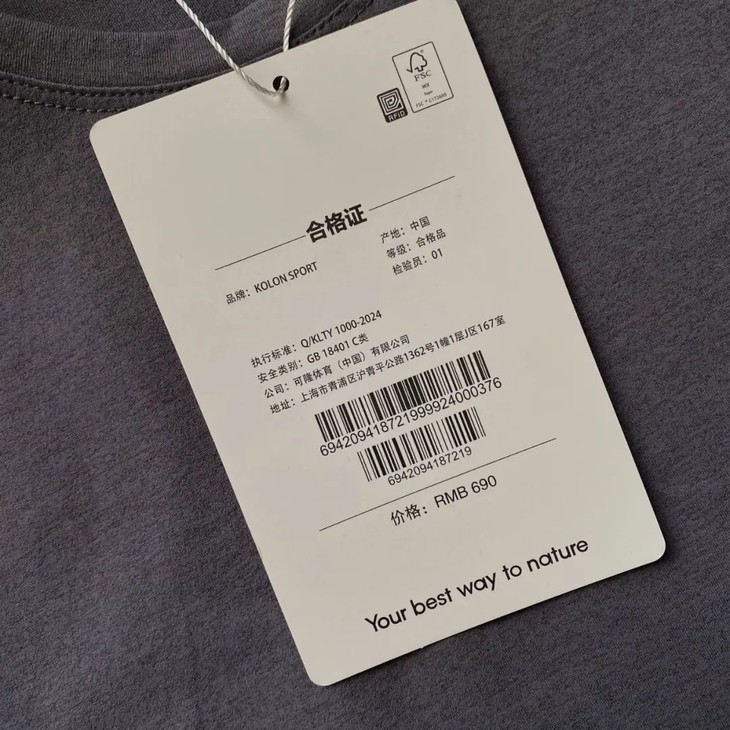 FSC
MIX
RFID
合格证
品牌：KOLON SPORT
产地：中国
等级：合格品
检验员：01
执行标准：Q/KLTY 1000-2024
安全类别：GB 18401 C类
公司：可隆体育（中国）有限公司
地址：上海市青浦区沪青平公路1362号1幢1层J区167室
694209418721999924000376
6942094187219
价格：RMB 690
Your best way to nature